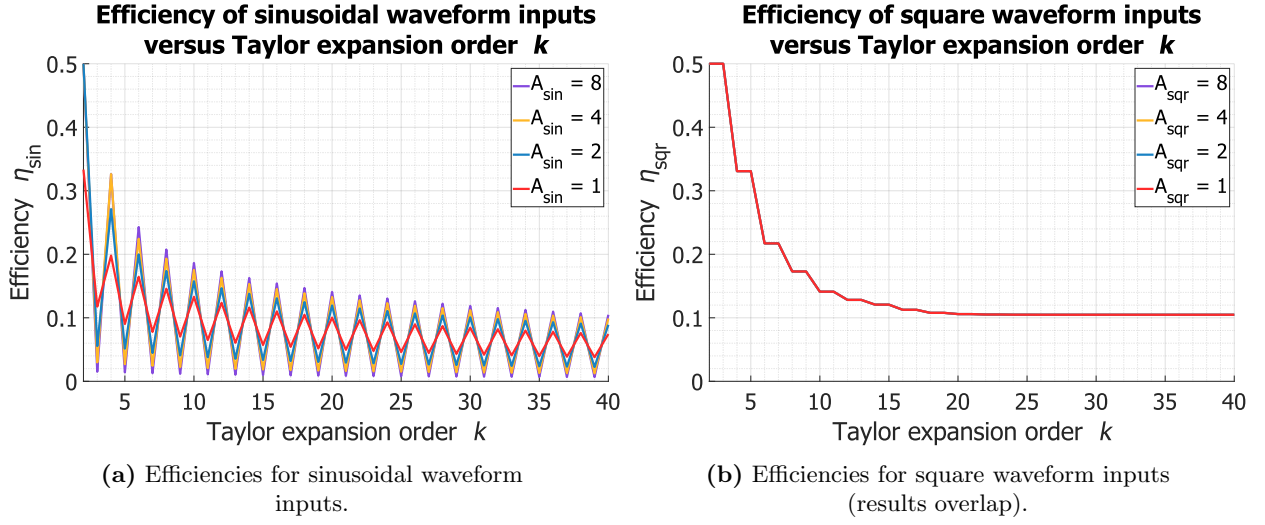 Efficiency of sinusoidal waveform inputs
versus Taylor expansion order k
0.5
0.4
0.3
0.2
0.1
0
Efficiency η_sin
5 10 15 20 25 30 35 40
Taylor expansion order k
A_sin = 8
A_sin = 4
A_sin = 2
A_sin = 1
(a) Efficiencies for sinusoidal waveform
inputs.
Efficiency of square waveform inputs
versus Taylor expansion order k
0.5
0.4
0.3
0.2
0.1
0
Efficiency η_sqr
5 10 15 20 25 30 35 40
Taylor expansion order k
A_sqr = 8
A_sqr = 4
A_sqr = 2
A_sqr = 1
(b) Efficiencies for square waveform inputs
(results overlap).